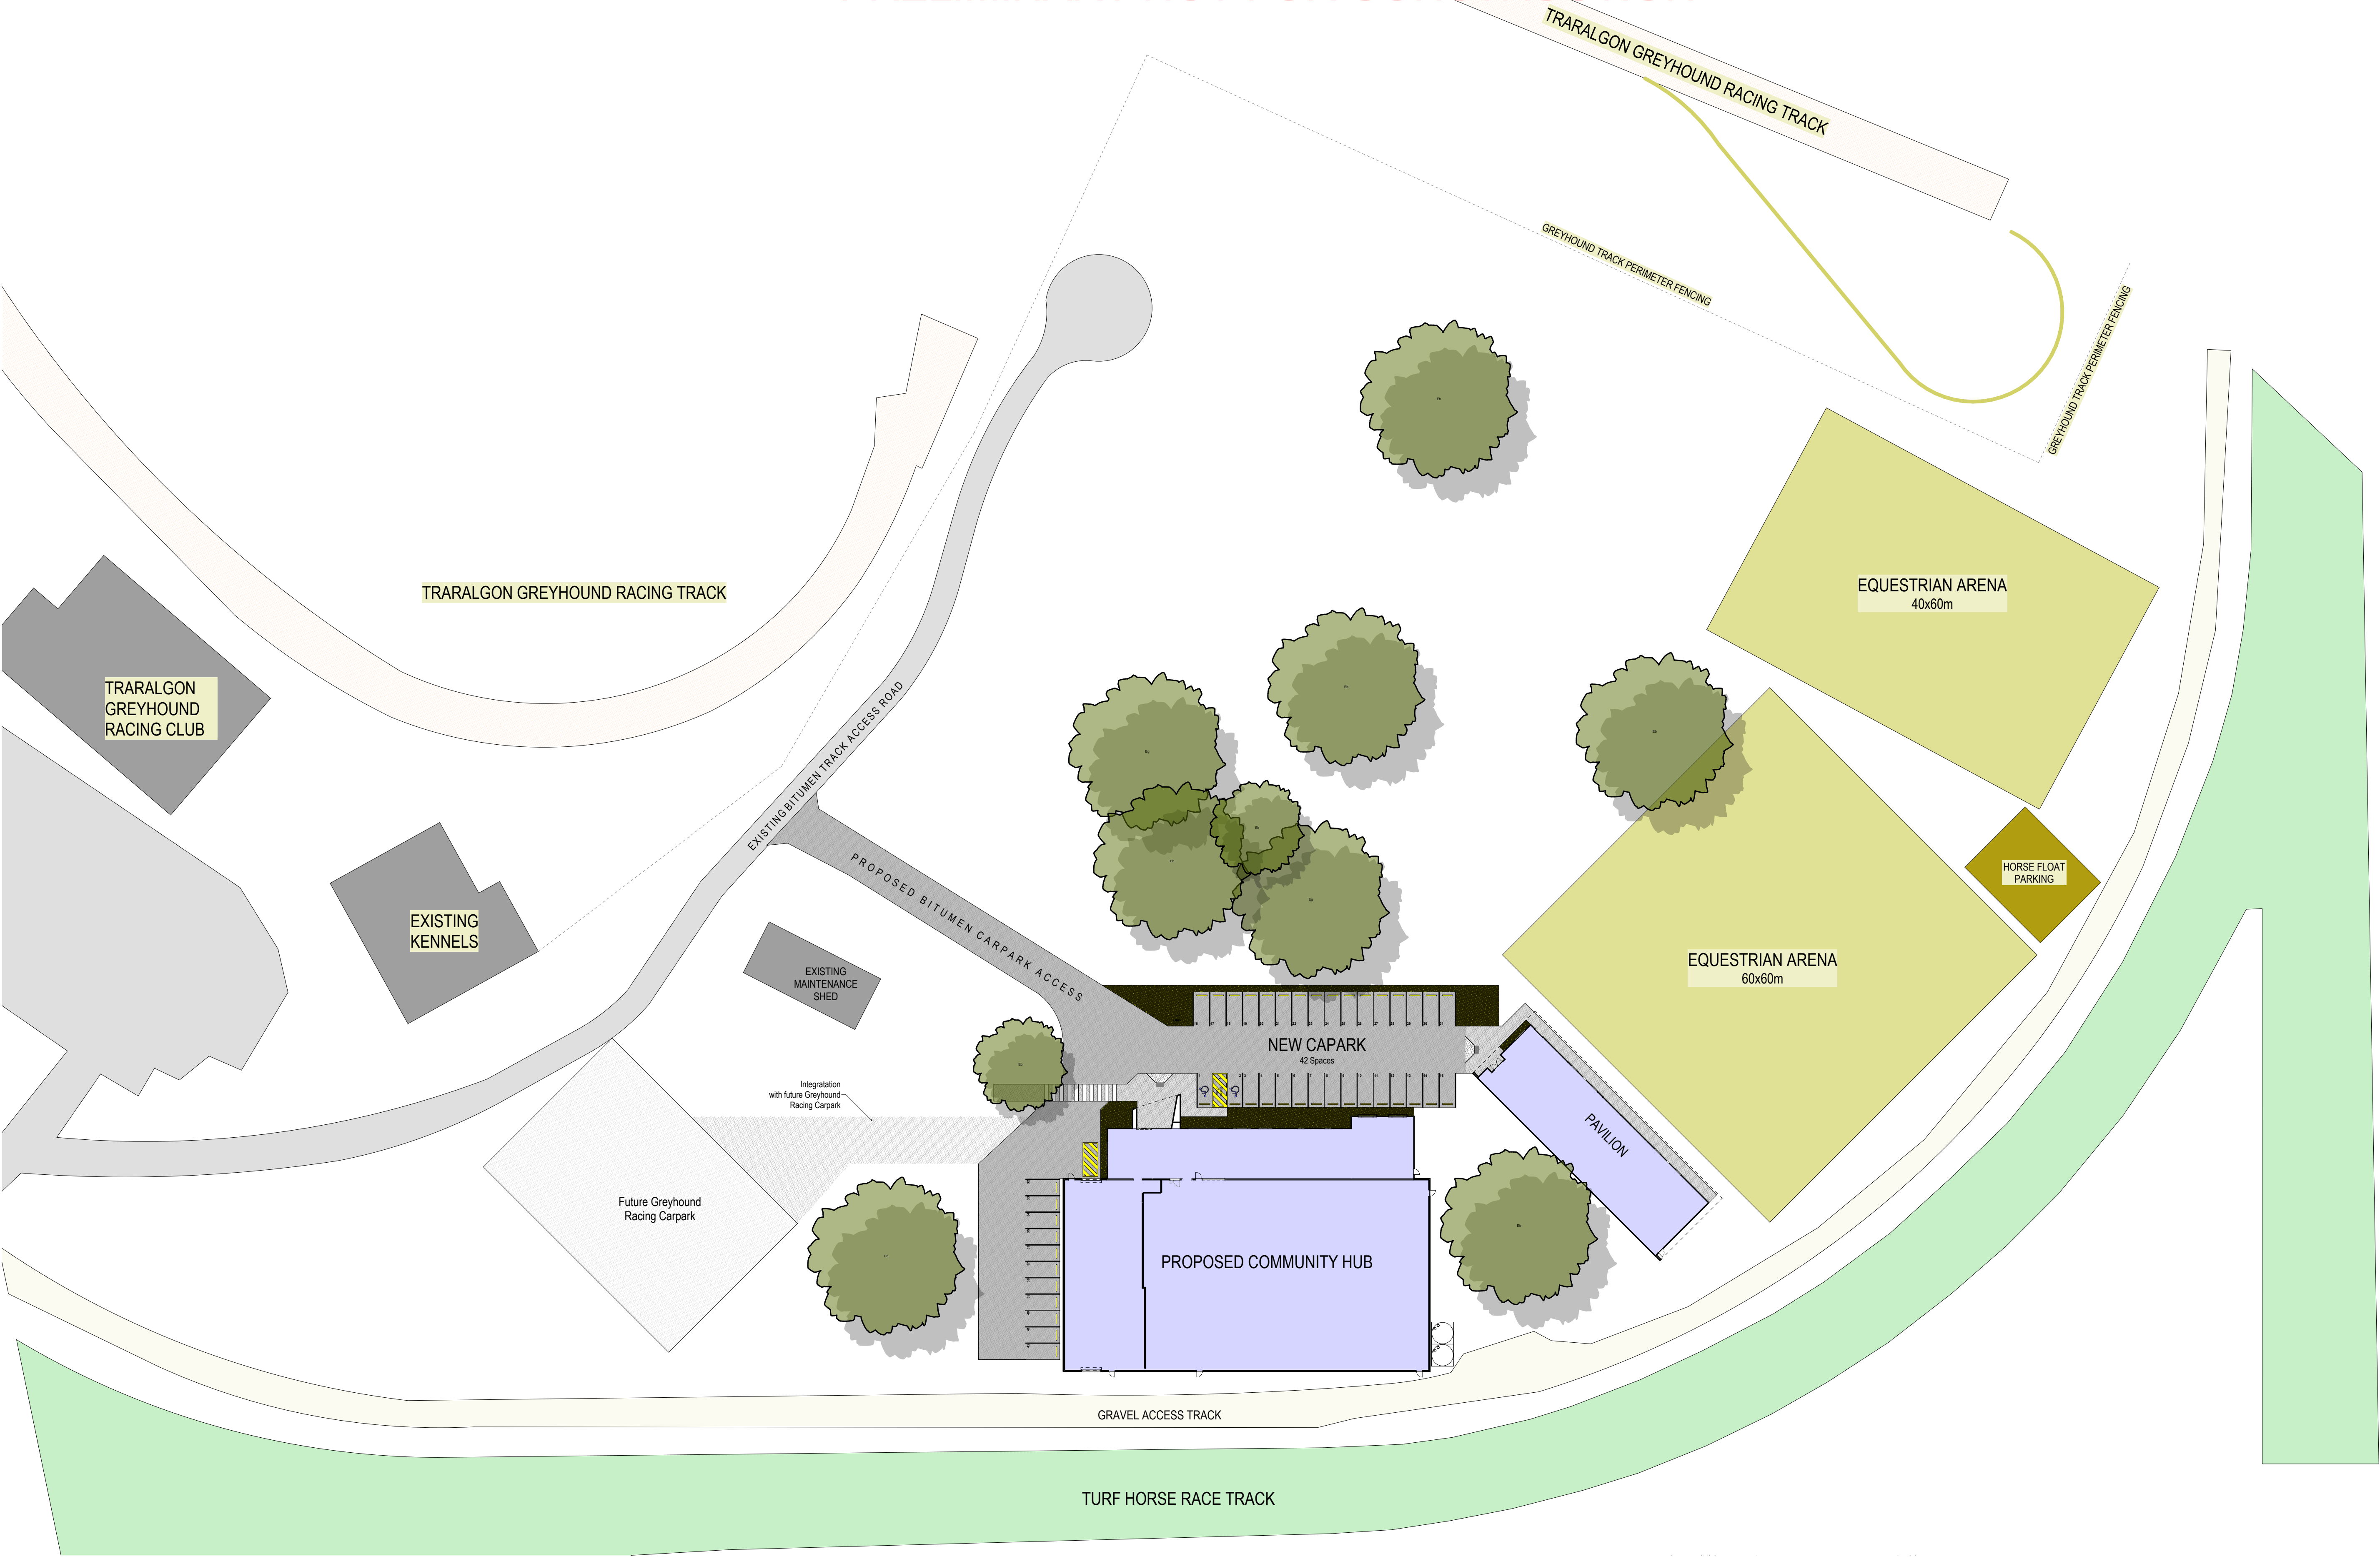 TRARALGON GREYHOUND RACING TRACK
GREYHOUND TRACK PERIMETER FENCING
GREYHOUND TRACK PERIMETER FENCING
TRARALGON GREYHOUND RACING TRACK
EQUESTRIAN ARENA
40x60m
TRARALGON
GREYHOUND
RACING CLUB
EXISTING BITUMEN TRACK ACCESS ROAD
HORSE FLOAT
PARKING
EXISTING
KENNELS
PROPOSED BITUMEN CARPARK ACCESS
EQUESTRIAN ARENA
60x60m
EXISTING
MAINTENANCE
SHED
NEW CAPARK
42 Spaces
Integratation
with future Greyhound
Racing Carpark
PAVILION
Future Greyhound
Racing Carpark
PROPOSED COMMUNITY HUB
GRAVEL ACCESS TRACK
TURF HORSE RACE TRACK